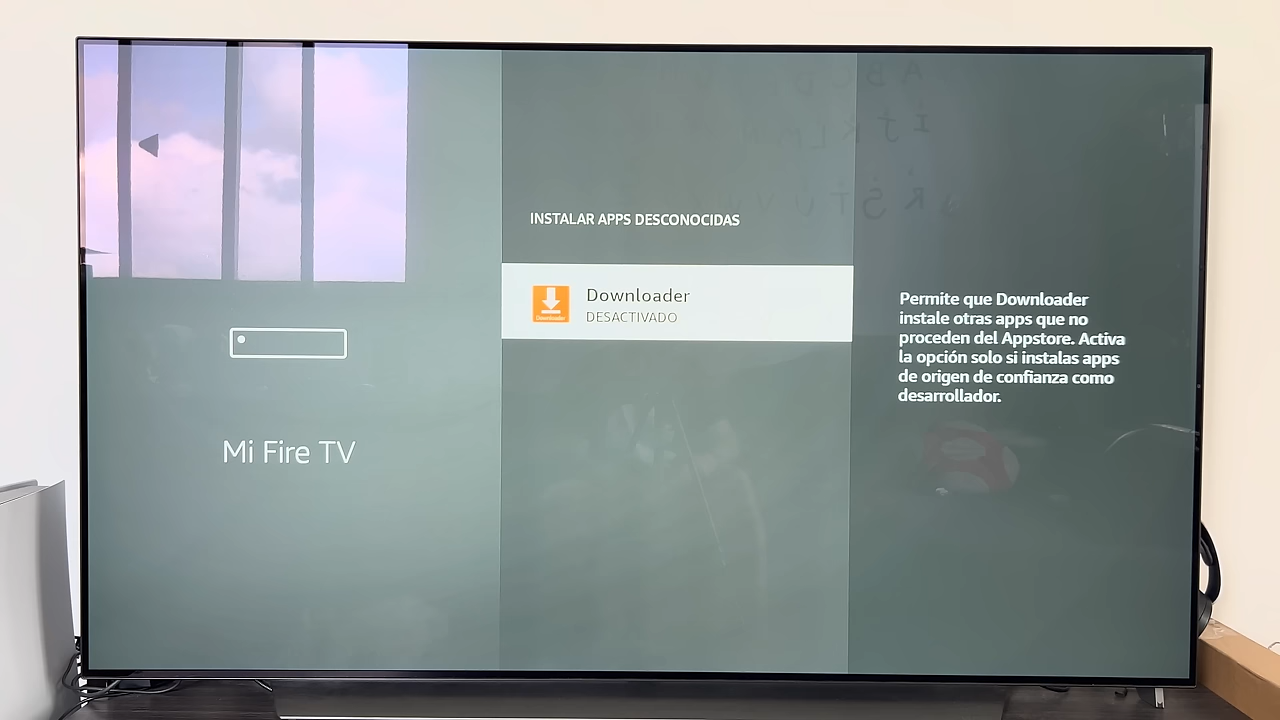 INSTALAR APPS DESCONOCIDAS
Downloader
Downloader
DESACTIVADO
Permite que Downloader
instale otras apps que no
proceden del Appstore. Activa
la opción solo si instalas apps
de origen de confianza como
desarrollador.
Mi Fire TV